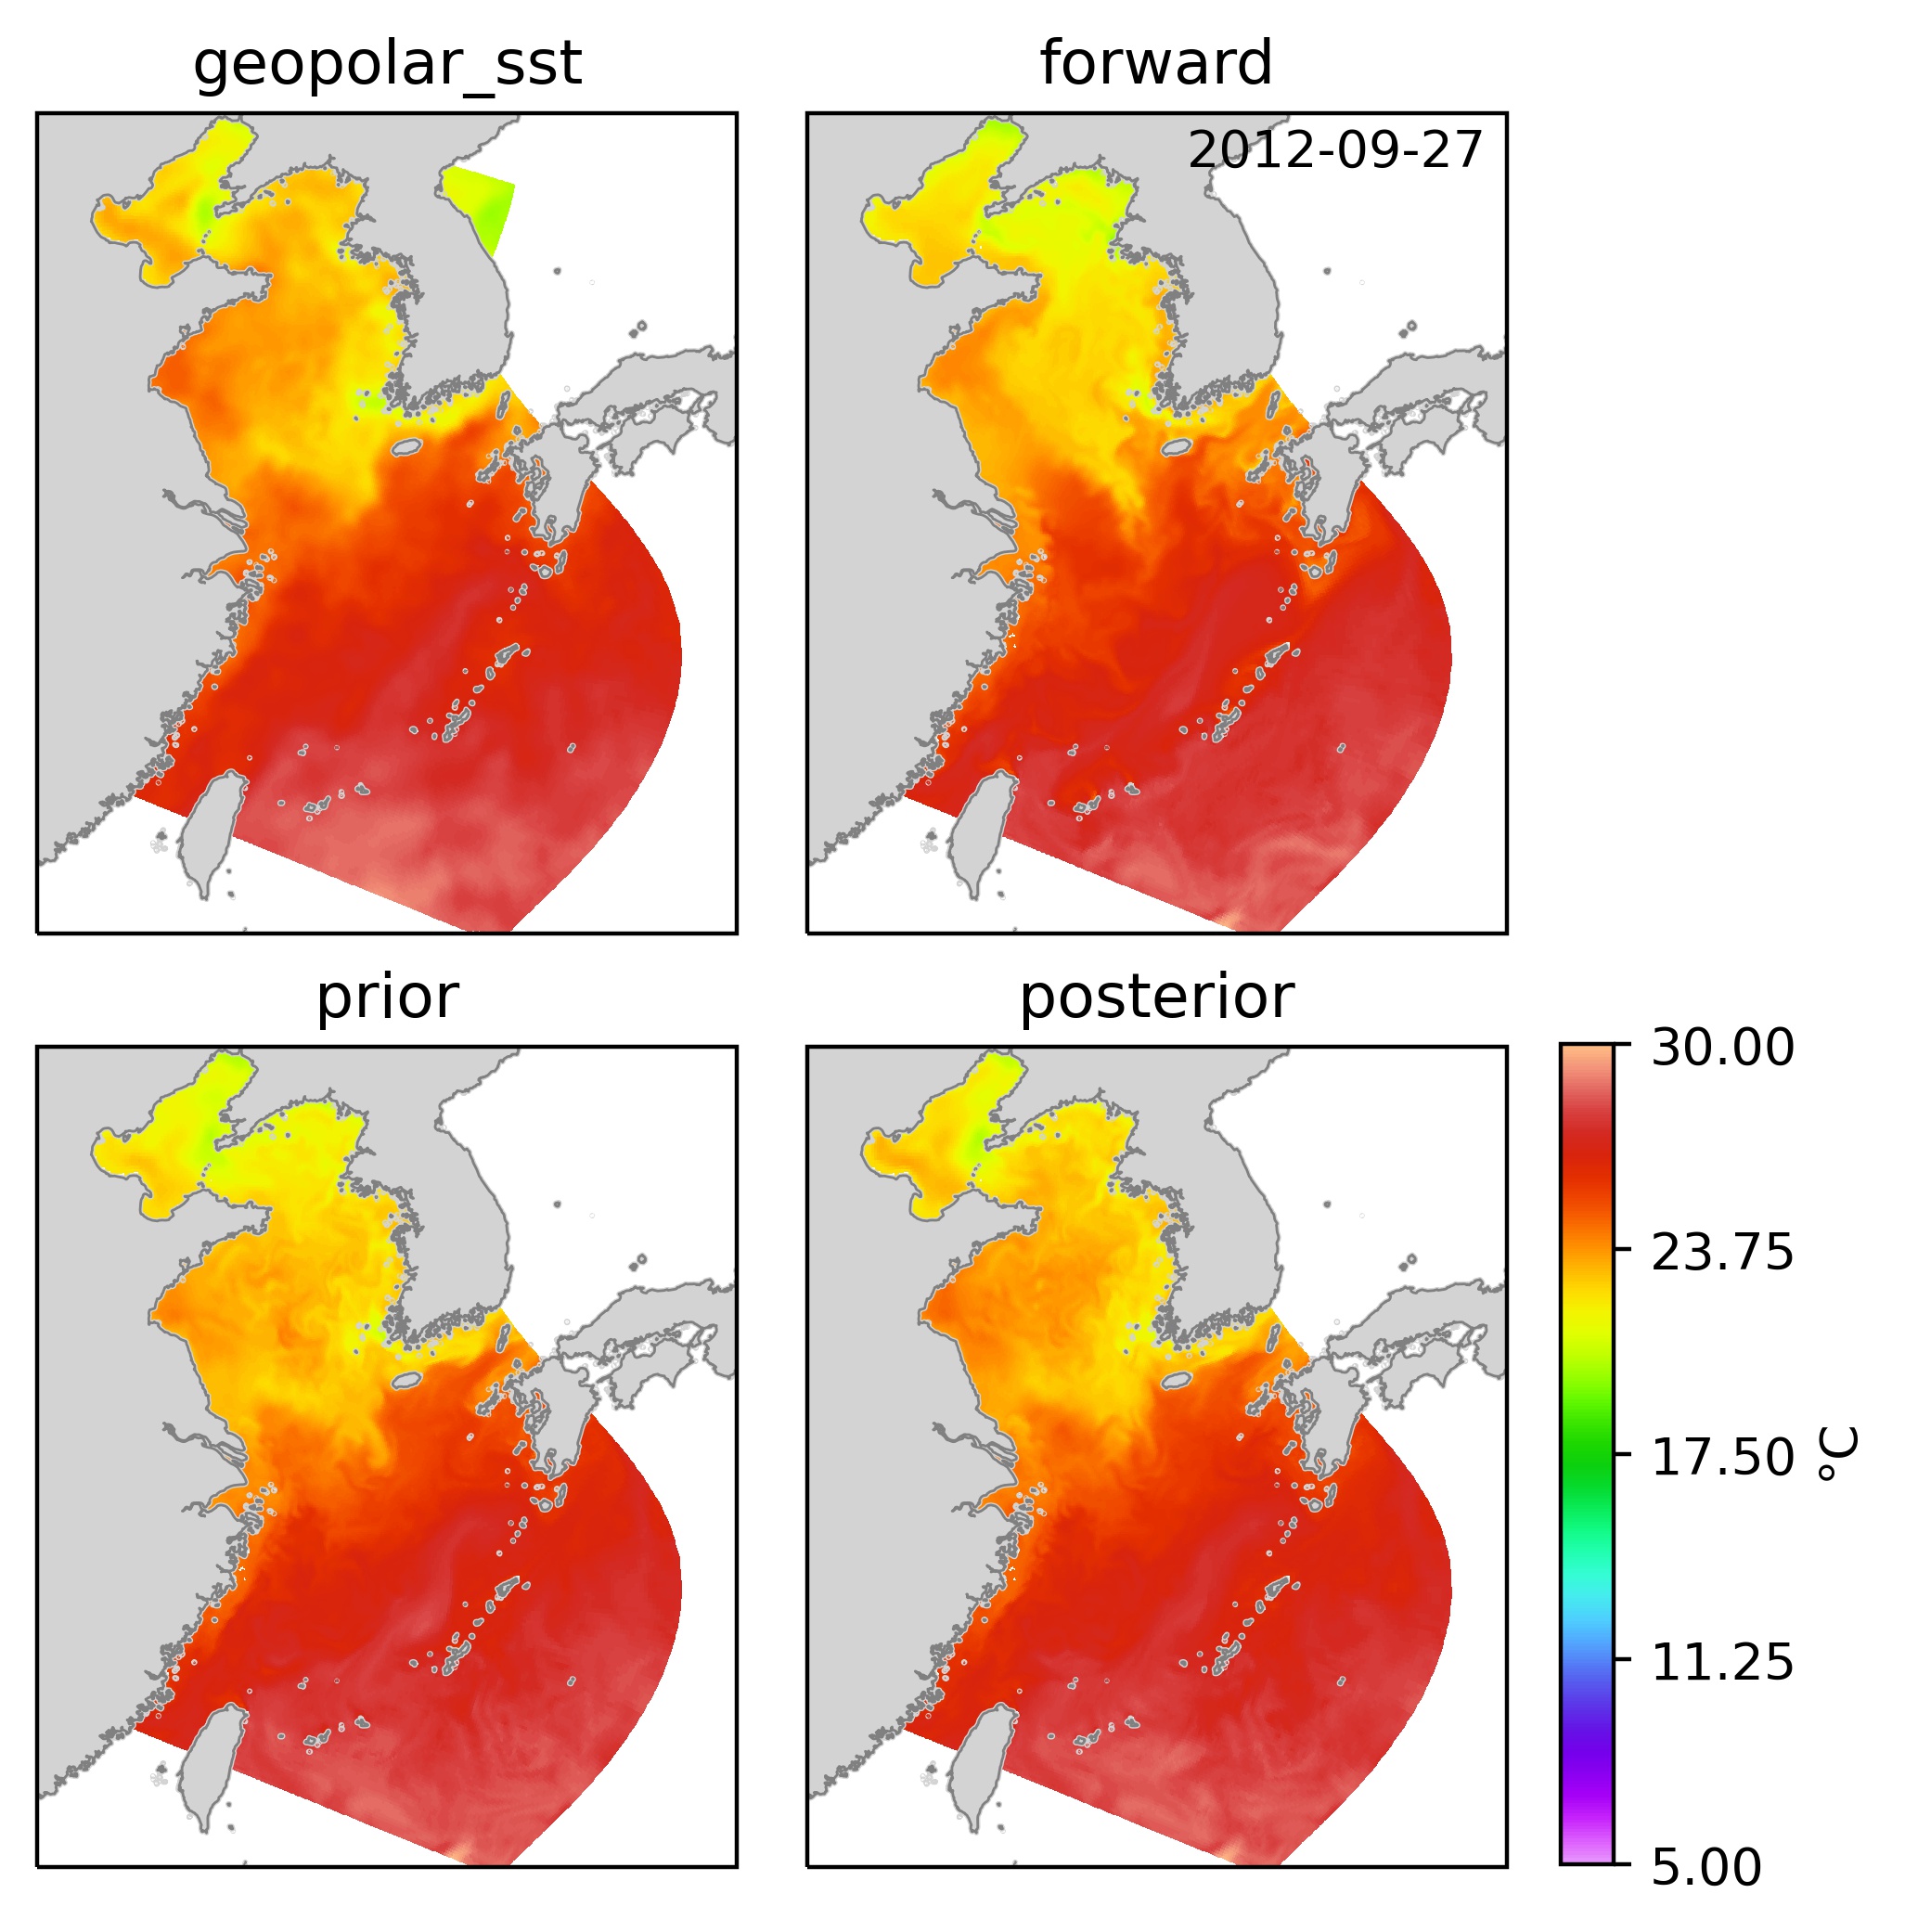 geopolar_sst
forward
2012-09-27
prior
posterior
30.00
23.75
17.50
11.25
5.00
°C